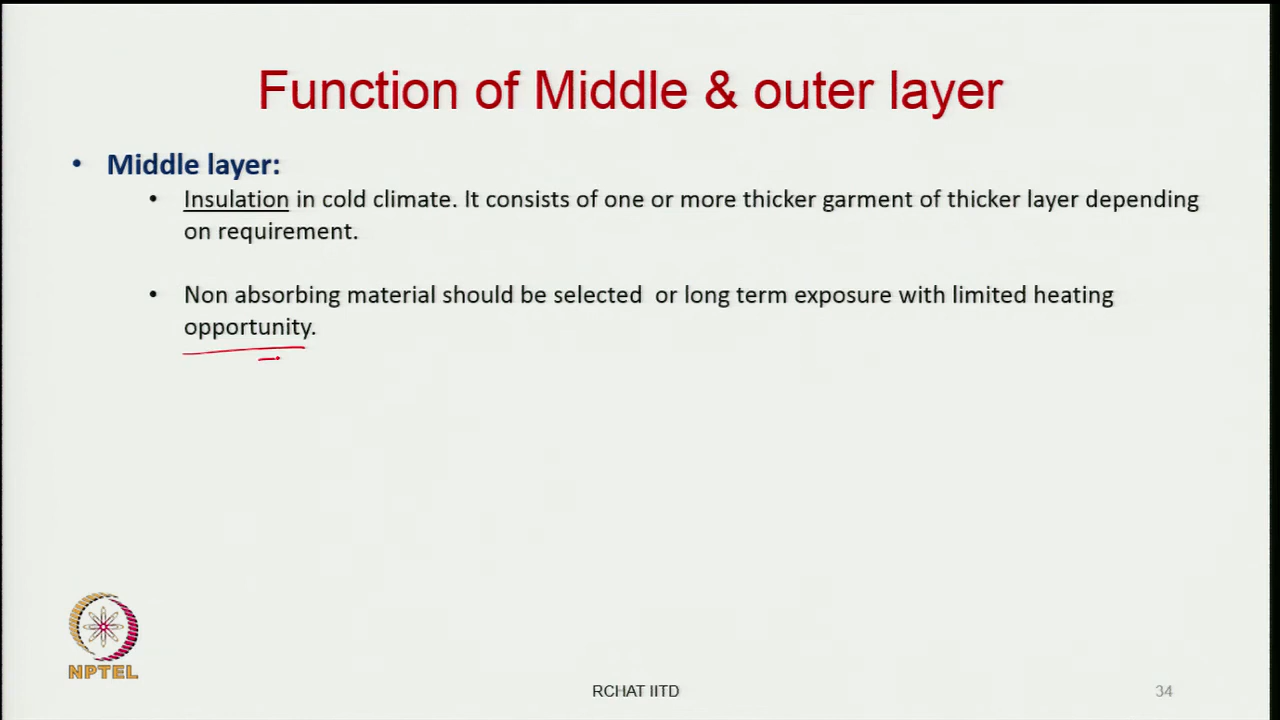 Function of Middle & outer layer
• Middle layer:
• Insulation in cold climate. It consists of one or more thicker garment of thicker layer depending
on requirement.
• Non absorbing material should be selected or long term exposure with limited heating
opportunity.
NPTEL
RCHAT IITD
34